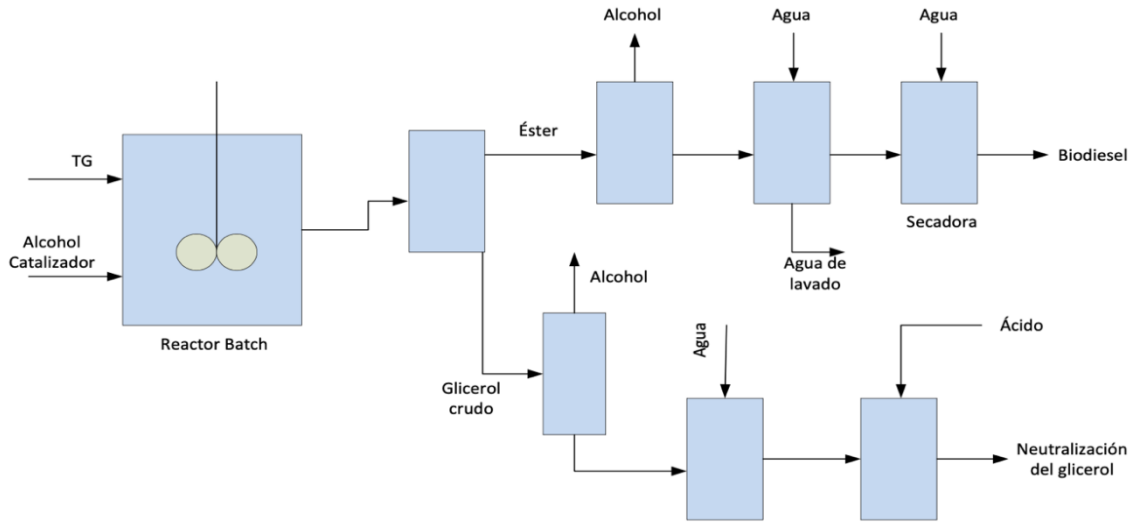 Alcohol
Agua
Agua
TG
Éster
Biodiesel
Alcohol
Catalizador
Secadora
Agua de
lavado
Alcohol
Reactor Batch
Agua
Ácido
Glicerol
crudo
Neutralización
del glicerol